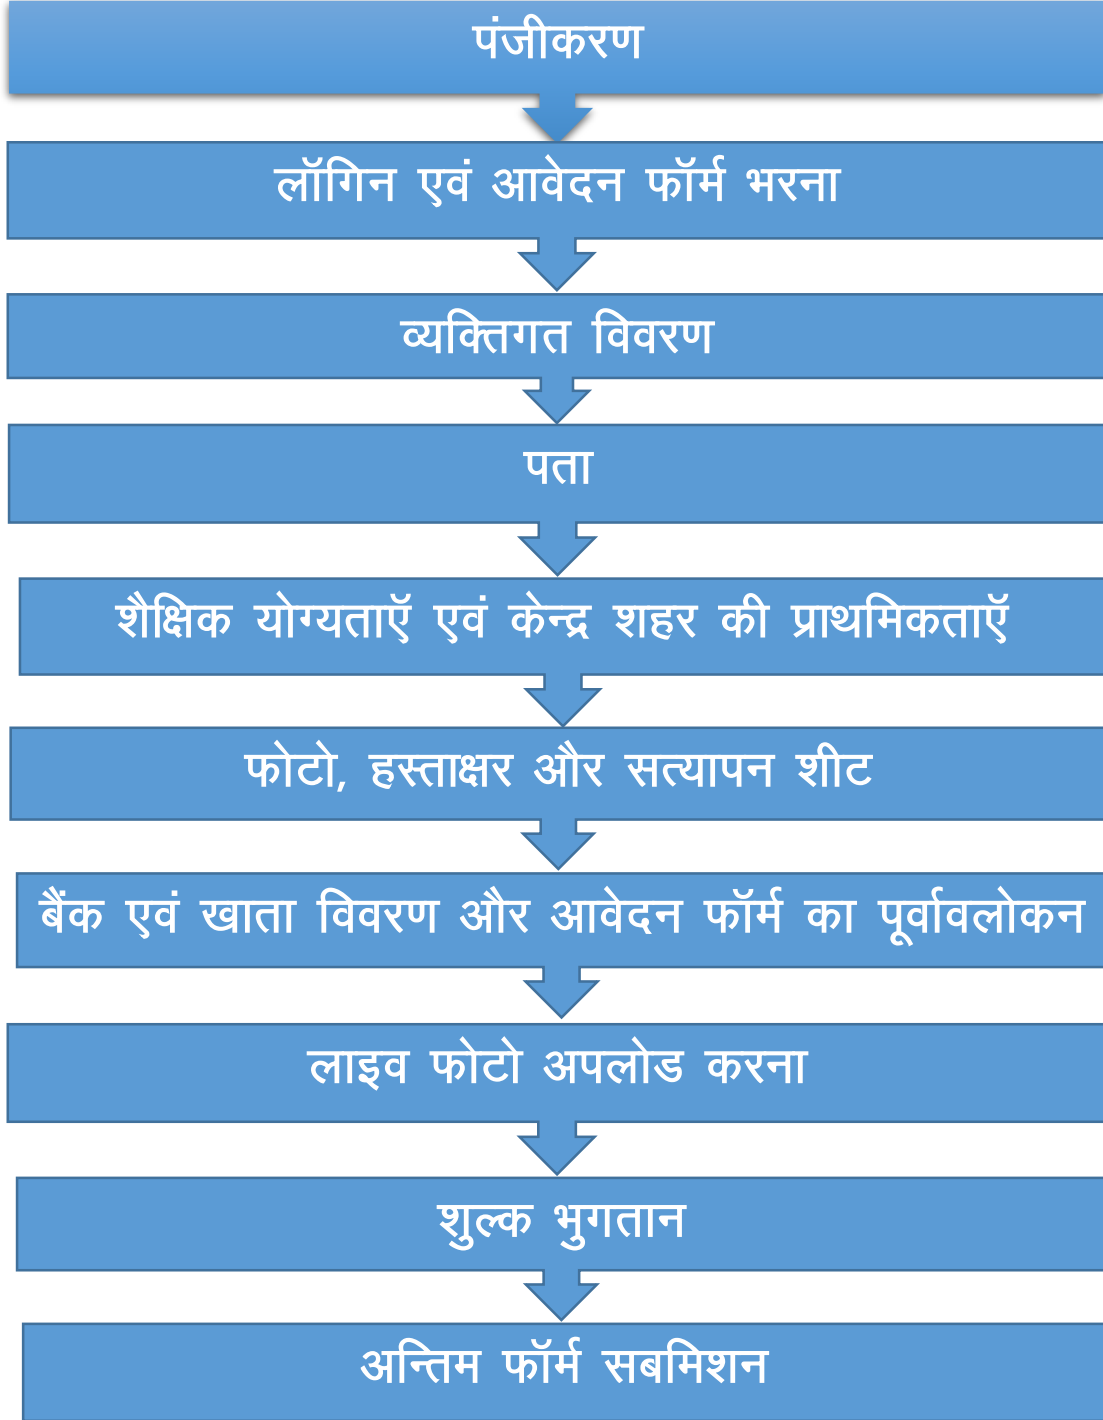 पंजीकरण
लॉगिन एवं आवेदन फॉर्म भरना
व्यक्तिगत विवरण
पता
शैक्षिक योग्यताऍ एवं केन्द्र शहर की प्राथमिकताऍ
फोटो, हस्ताक्षर और सत्यापन शीट
बैंक एवं खाता विवरण और आवेदन फॉर्म का पूर्वावलोकन
लाइव फोटो अपलोड करना
शुल्क भुगतान
अन्तिम फॉर्म सबमिशन